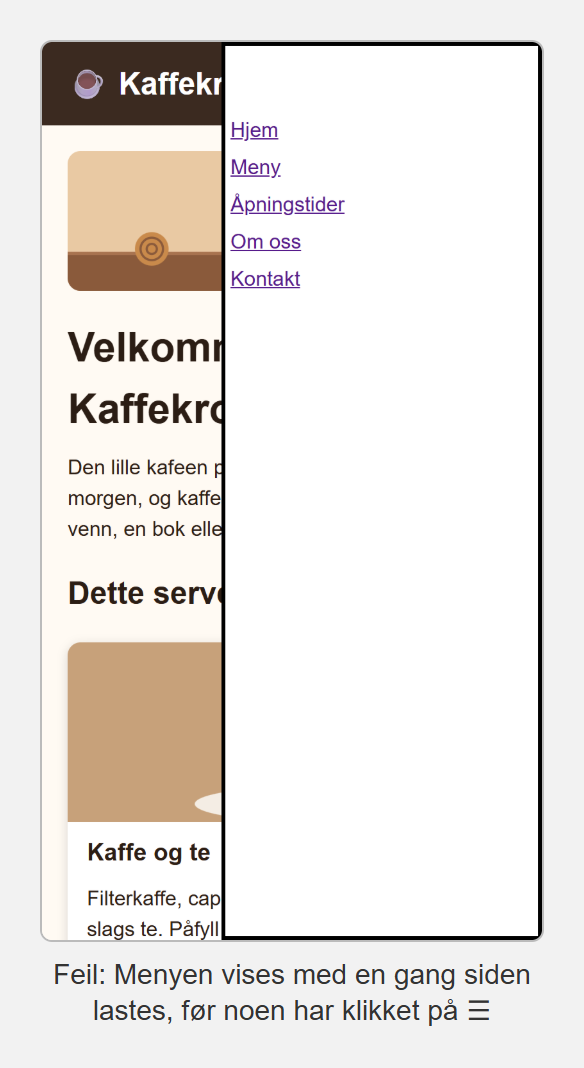 Kaffekr
Hjem
Meny
Åpningstider
Om oss
Kontakt
Velkom
Kaffekro
Den lille kafeen p
morgen, og kaffe
venn, en bok elle
Dette serve
Kaffe og te
Filterkaffe, cap
slags te. Påfyll
Feil: Menyen vises med en gang siden
lastes, før noen har klikket på ☰